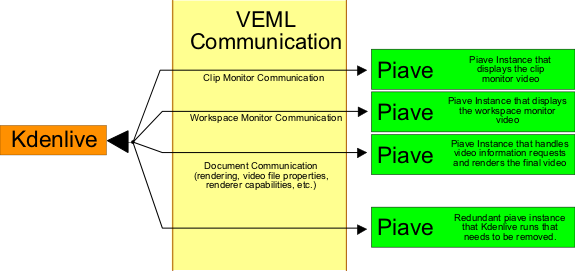 VEML
Communication
Clip Monitor Communication
Workspace Monitor Communication
Document Communication
(rendering, video file properties,
renderer capabilities, etc.)
Kdenlive
Piave
Piave Instance that
displays the clip
monitor video
Piave
Piave Instance that displays
the workspace monitor
video
Piave
Piave Instance that handles
video information requests
and renders the final video
Piave
Redundant piave instance
that Kdenlive runs that
needs to be removed.